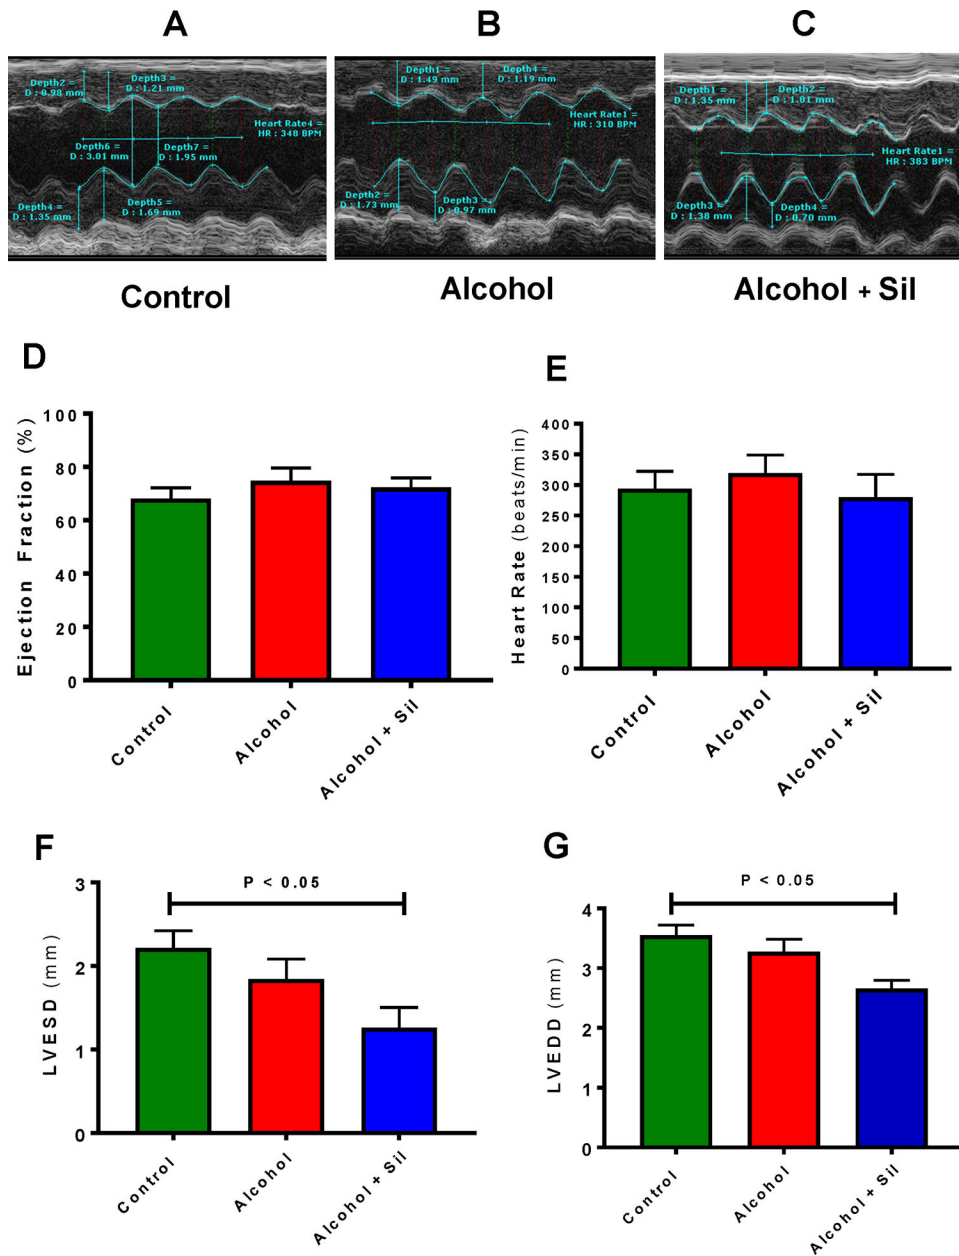 A
B
C
Depth2 =
D : 0.98 mm
Depth3 =
D : 1.21 mm
Heart Rate4 =
HR : 348 BPM
Depth6 =
D : 3.01 mm
Depth7 =
D : 1.95 mm
Depth4 =
D : 1.35 mm
Depth5 =
D : 1.69 mm
Depth1 =
D : 1.49 mm
Depth4 =
D : 1.19 mm
Heart Rate1 =
HR : 310 BPM
Depth2 =
D : 1.73 mm
Depth3 =
D : 0.97 mm
Depth1 =
D : 1.35 mm
Depth2 =
D : 1.01 mm
Heart Rate1 =
HR : 383 BPM
Depth3 =
D : 1.38 mm
Depth4 =
D : 0.70 mm
Control
Alcohol
Alcohol + Sil
D
Ejection Fraction (%)
100
80
60
40
20
0
Control
Alcohol
Alcohol + Sil
E
Heart Rate (beats/min)
400
350
300
250
200
150
100
50
0
Control
Alcohol
Alcohol + Sil
F
P < 0.05
LVESD (mm)
3
2
1
0
Control
Alcohol
Alcohol + Sil
G
P < 0.05
LVEDD (mm)
4
3
2
1
0
Control
Alcohol
Alcohol + Sil